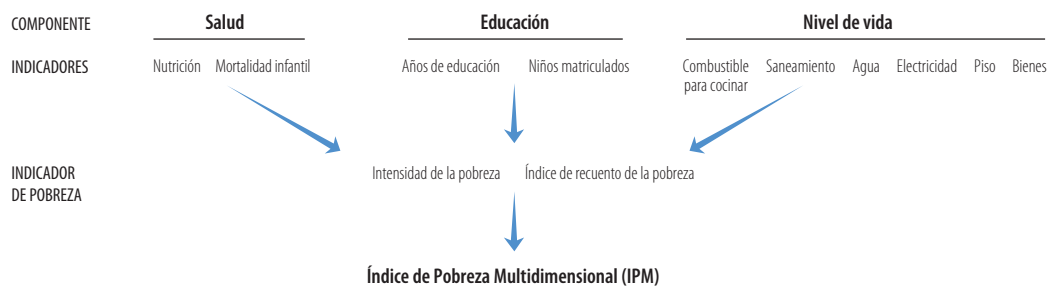 COMPONENTE Salud Educación Nivel de vida
INDICADORES Nutrición Mortalidad infantil Años de educación Niños matriculados Combustible Saneamiento Agua Electricidad Piso Bienes
para cocinar
INDICADOR Intensidad de la pobreza Índice de recuento de la pobreza
DE POBREZA
Índice de Pobreza Multidimensional (IPM)